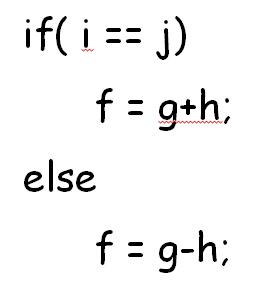 if( i == j)
f = g+h;
else
f = g-h;